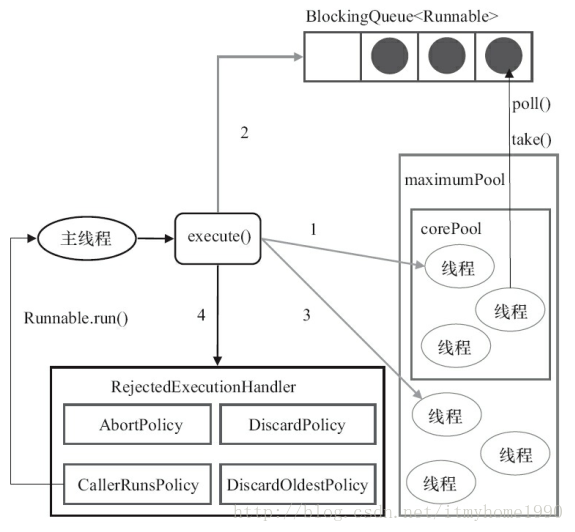 BlockingQueue<Runnable>
poll()
2
take()
maximumPool
corePool
主线程
execute()
1
线程
线程
Runnable.run()
4
3
线程
RejectedExecutionHandler
线程
AbortPolicy
DiscardPolicy
线程
CallerRunsPolicy
DiscardOldestPolicy
线程
http://blog.csdn.net/itmyhome1990